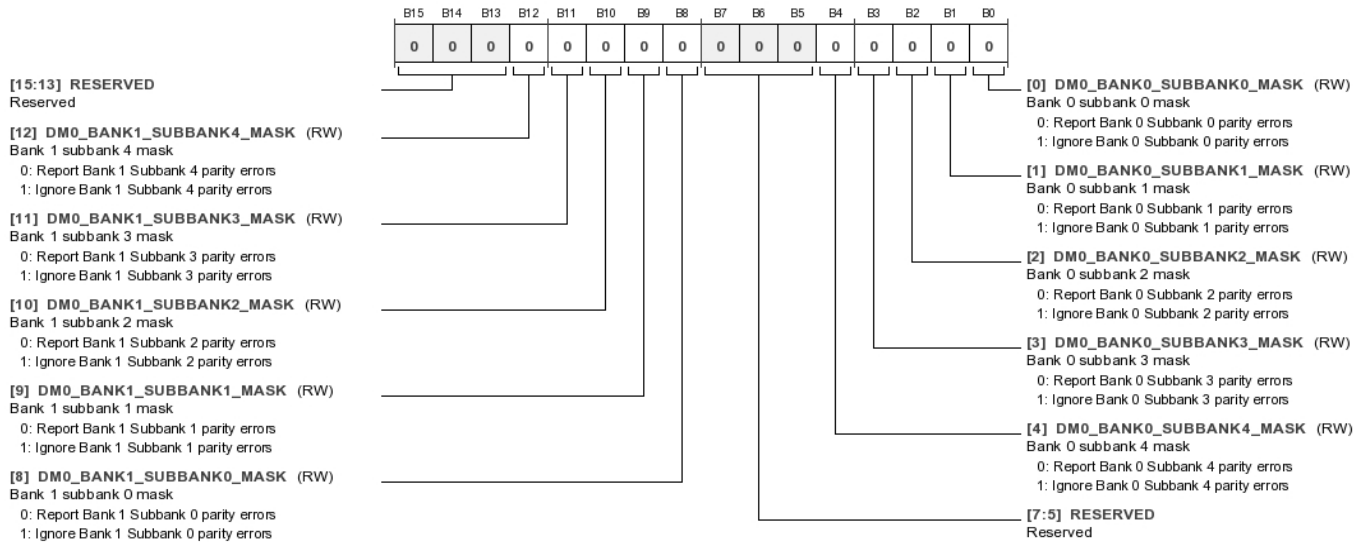 B15 B14 B13 B12 B11 B10 B9 B8 B7 B6 B5 B4 B3 B2 B1 B0
0 0 0 0 0 0 0 0 0 0 0 0 0 0 0 0
[15:13] RESERVED
Reserved
[12] DM0_BANK1_SUBBANK4_MASK (RW)
Bank 1 subbank 4 mask
0: Report Bank 1 Subbank 4 parity errors
1: Ignore Bank 1 Subbank 4 parity errors
[11] DM0_BANK1_SUBBANK3_MASK (RW)
Bank 1 subbank 3 mask
0: Report Bank 1 Subbank 3 parity errors
1: Ignore Bank 1 Subbank 3 parity errors
[10] DM0_BANK1_SUBBANK2_MASK (RW)
Bank 1 subbank 2 mask
0: Report Bank 1 Subbank 2 parity errors
1: Ignore Bank 1 Subbank 2 parity errors
[9] DM0_BANK1_SUBBANK1_MASK (RW)
Bank 1 subbank 1 mask
0: Report Bank 1 Subbank 1 parity errors
1: Ignore Bank 1 Subbank 1 parity errors
[8] DM0_BANK1_SUBBANK0_MASK (RW)
Bank 1 subbank 0 mask
0: Report Bank 1 Subbank 0 parity errors
1: Ignore Bank 1 Subbank 0 parity errors
[0] DM0_BANK0_SUBBANK0_MASK (RW)
Bank 0 subbank 0 mask
0: Report Bank 0 Subbank 0 parity errors
1: Ignore Bank 0 Subbank 0 parity errors
[1] DM0_BANK0_SUBBANK1_MASK (RW)
Bank 0 subbank 1 mask
0: Report Bank 0 Subbank 1 parity errors
1: Ignore Bank 0 Subbank 1 parity errors
[2] DM0_BANK0_SUBBANK2_MASK (RW)
Bank 0 subbank 2 mask
0: Report Bank 0 Subbank 2 parity errors
1: Ignore Bank 0 Subbank 2 parity errors
[3] DM0_BANK0_SUBBANK3_MASK (RW)
Bank 0 subbank 3 mask
0: Report Bank 0 Subbank 3 parity errors
1: Ignore Bank 0 Subbank 3 parity errors
[4] DM0_BANK0_SUBBANK4_MASK (RW)
Bank 0 subbank 4 mask
0: Report Bank 0 Subbank 4 parity errors
1: Ignore Bank 0 Subbank 4 parity errors
[7:5] RESERVED
Reserved